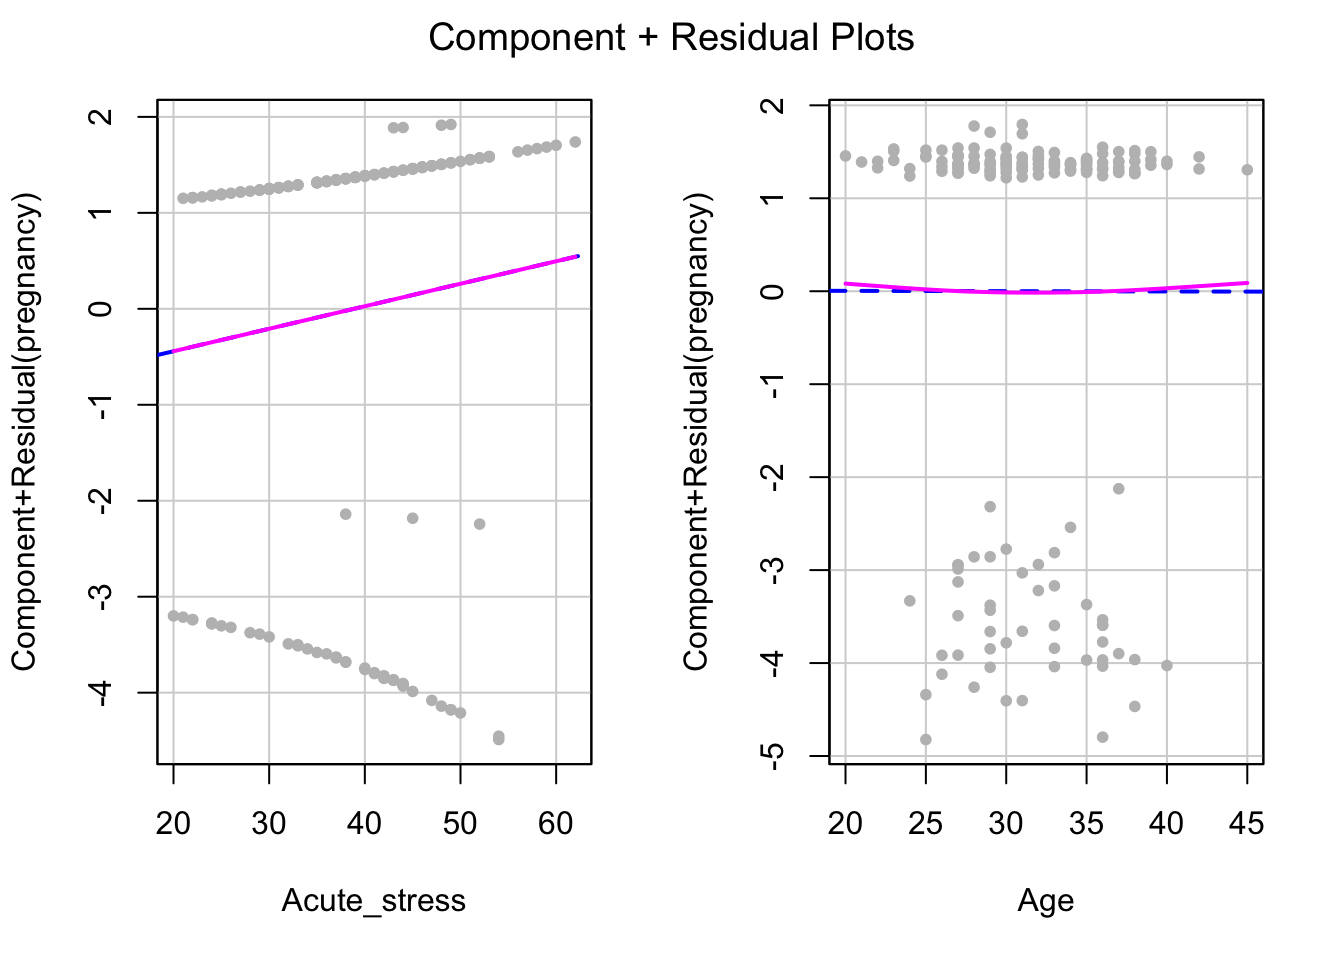 Component + Residual Plots
Component+Residual(pregnancy)
2
1
0
-1
-2
-3
-4
20 30 40 50 60
Acute_stress
Component+Residual(pregnancy)
2
1
0
-1
-2
-3
-4
-5
20 25 30 35 40 45
Age